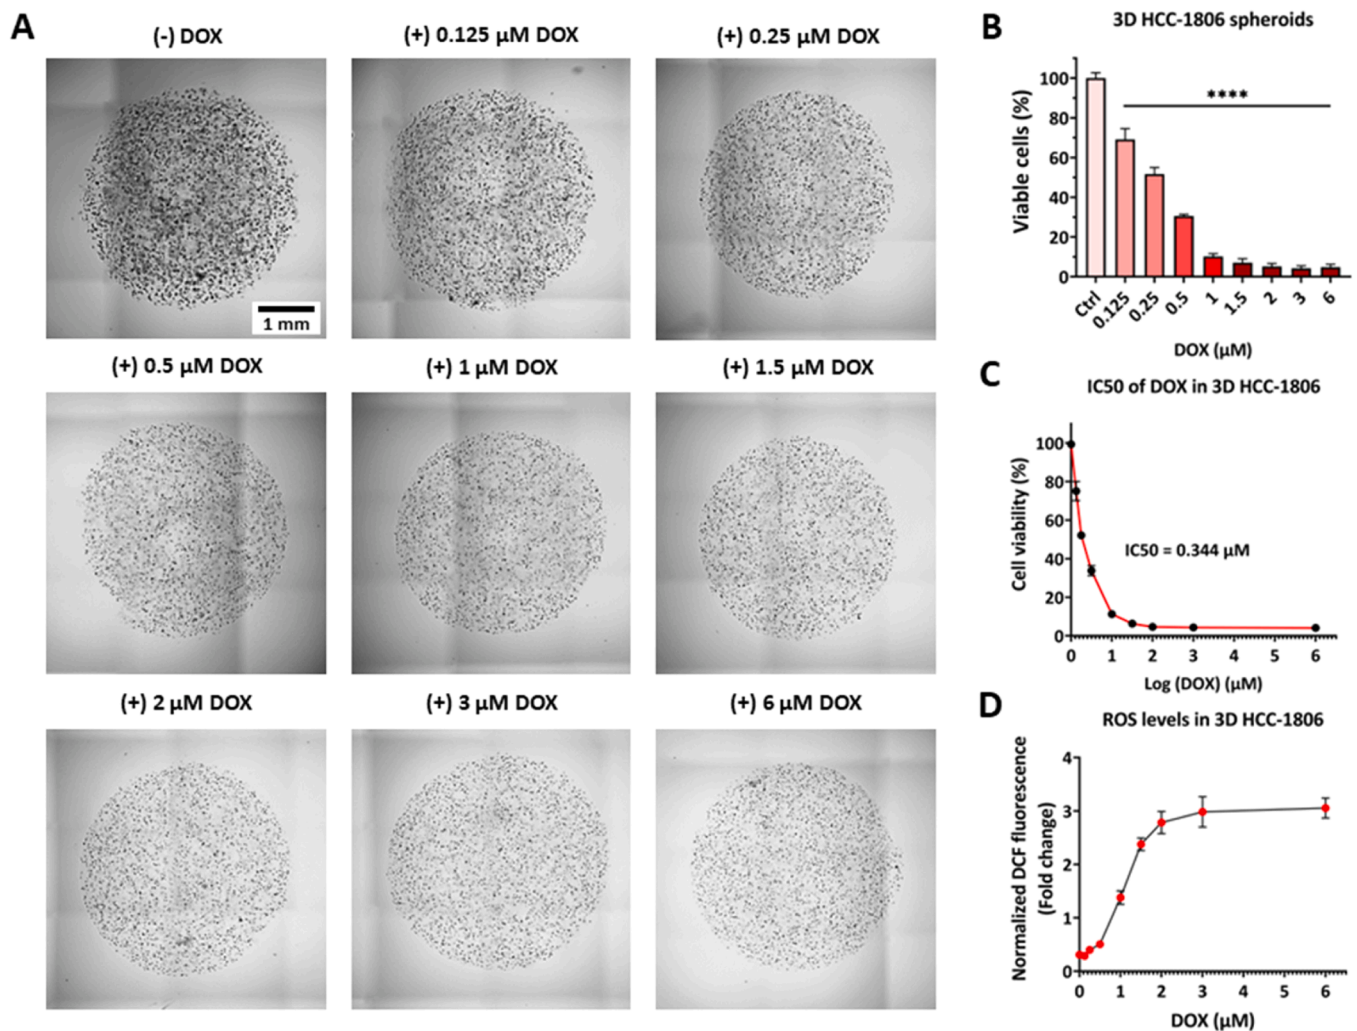 A
(-) DOX
(+) 0.125 µM DOX
(+) 0.25 µM DOX
1 mm
(+) 0.5 µM DOX
(+) 1 µM DOX
(+) 1.5 µM DOX
(+) 2 µM DOX
(+) 3 µM DOX
(+) 6 µM DOX
B
3D HCC-1806 spheroids
Viable cells (%)
100
80
60
40
20
0
****
Ctrl
0.125
0.25
0.5
1
1.5
2
3
6
DOX (µM)
C
IC50 of DOX in 3D HCC-1806
Cell viability (%)
100
80
60
40
20
0
IC50 = 0.344 µM
0 1 2 3 4 5 6
Log (DOX) (µM)
D
ROS levels in 3D HCC-1806
Normalized DCF fluorescence
(Fold change)
4
3
2
1
0
0 1 2 3 4 5 6
DOX (µM)